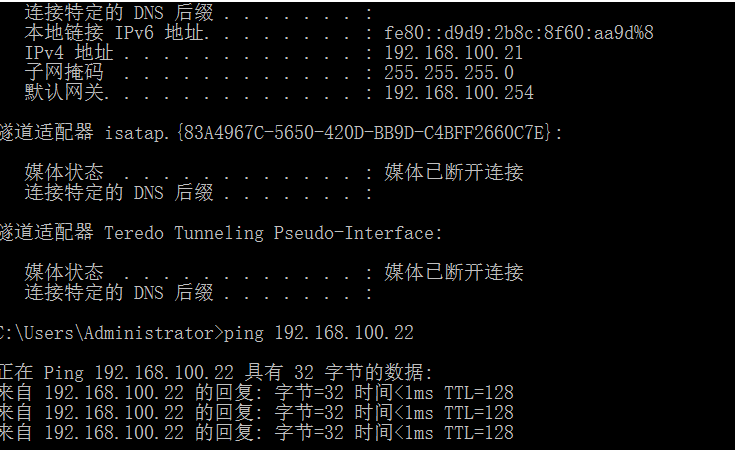 连接特定的 DNS 后缀 . . . . . . . :
本地链接 IPv6 地址. . . . . . . . : fe80::d9d9:2b8c:8f60:aa9d%8
IPv4 地址 . . . . . . . . . . . . : 192.168.100.21
子网掩码  . . . . . . . . . . . . : 255.255.255.0
默认网关. . . . . . . . . . . . . : 192.168.100.254
隧道适配器 isatap.{83A4967C-5650-420D-BB9D-C4BFF2660C7E}:
媒体状态  . . . . . . . . . . . . : 媒体已断开连接
连接特定的 DNS 后缀 . . . . . . . :
隧道适配器 Teredo Tunneling Pseudo-Interface:
媒体状态  . . . . . . . . . . . . : 媒体已断开连接
连接特定的 DNS 后缀 . . . . . . . :
C:\Users\Administrator>ping 192.168.100.22
正在 Ping 192.168.100.22 具有 32 字节的数据:
来自 192.168.100.22 的回复: 字节=32 时间<1ms TTL=128
来自 192.168.100.22 的回复: 字节=32 时间<1ms TTL=128
来自 192.168.100.22 的回复: 字节=32 时间<1ms TTL=128